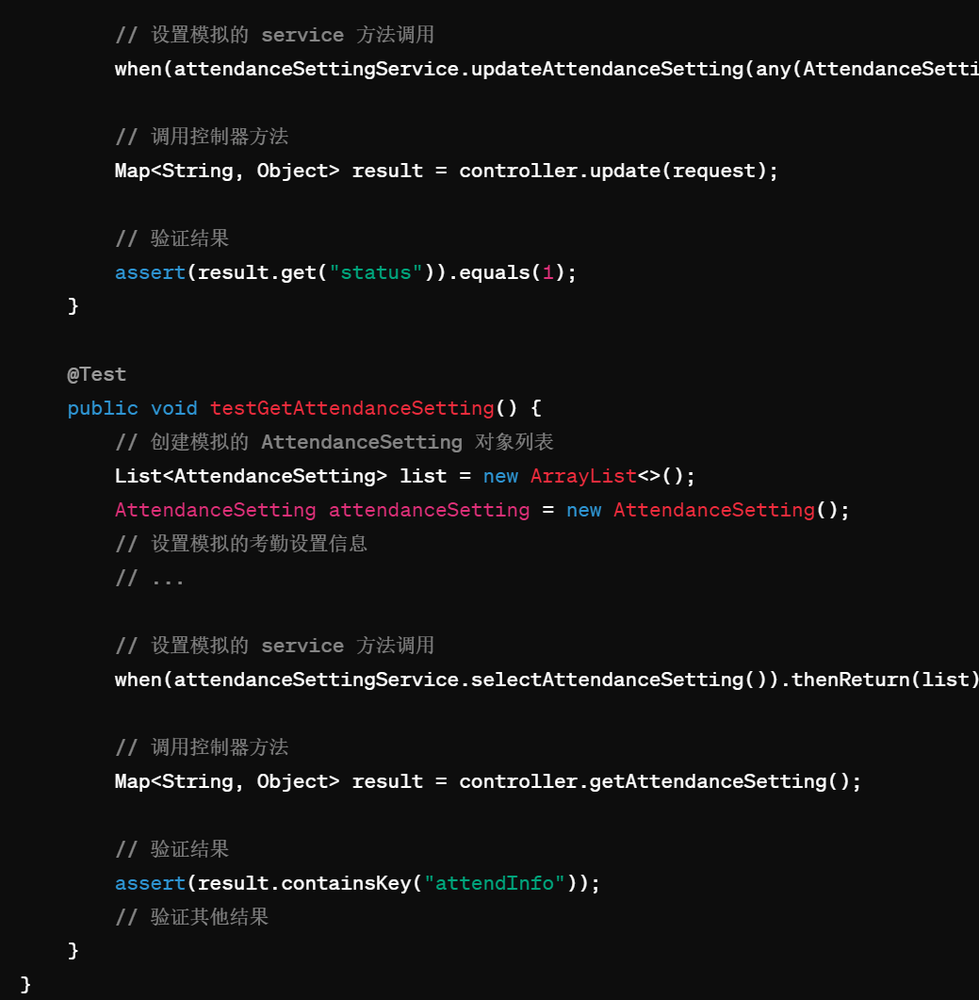 // 设置模拟的 service 方法调用
when(attendanceSettingService.updateAttendanceSetting(any(AttendanceSetti
// 调用控制器方法
Map<String, Object> result = controller.update(request);
// 验证结果
assert(result.get("status")).equals(1);
}
@Test
public void testGetAttendanceSetting() {
// 创建模拟的 AttendanceSetting 对象列表
List<AttendanceSetting> list = new ArrayList<>();
AttendanceSetting attendanceSetting = new AttendanceSetting();
// 设置模拟的考勤设置信息
// ...
// 设置模拟的 service 方法调用
when(attendanceSettingService.selectAttendanceSetting()).thenReturn(list)
// 调用控制器方法
Map<String, Object> result = controller.getAttendanceSetting();
// 验证结果
assert(result.containsKey("attendInfo"));
// 验证其他结果
}
}